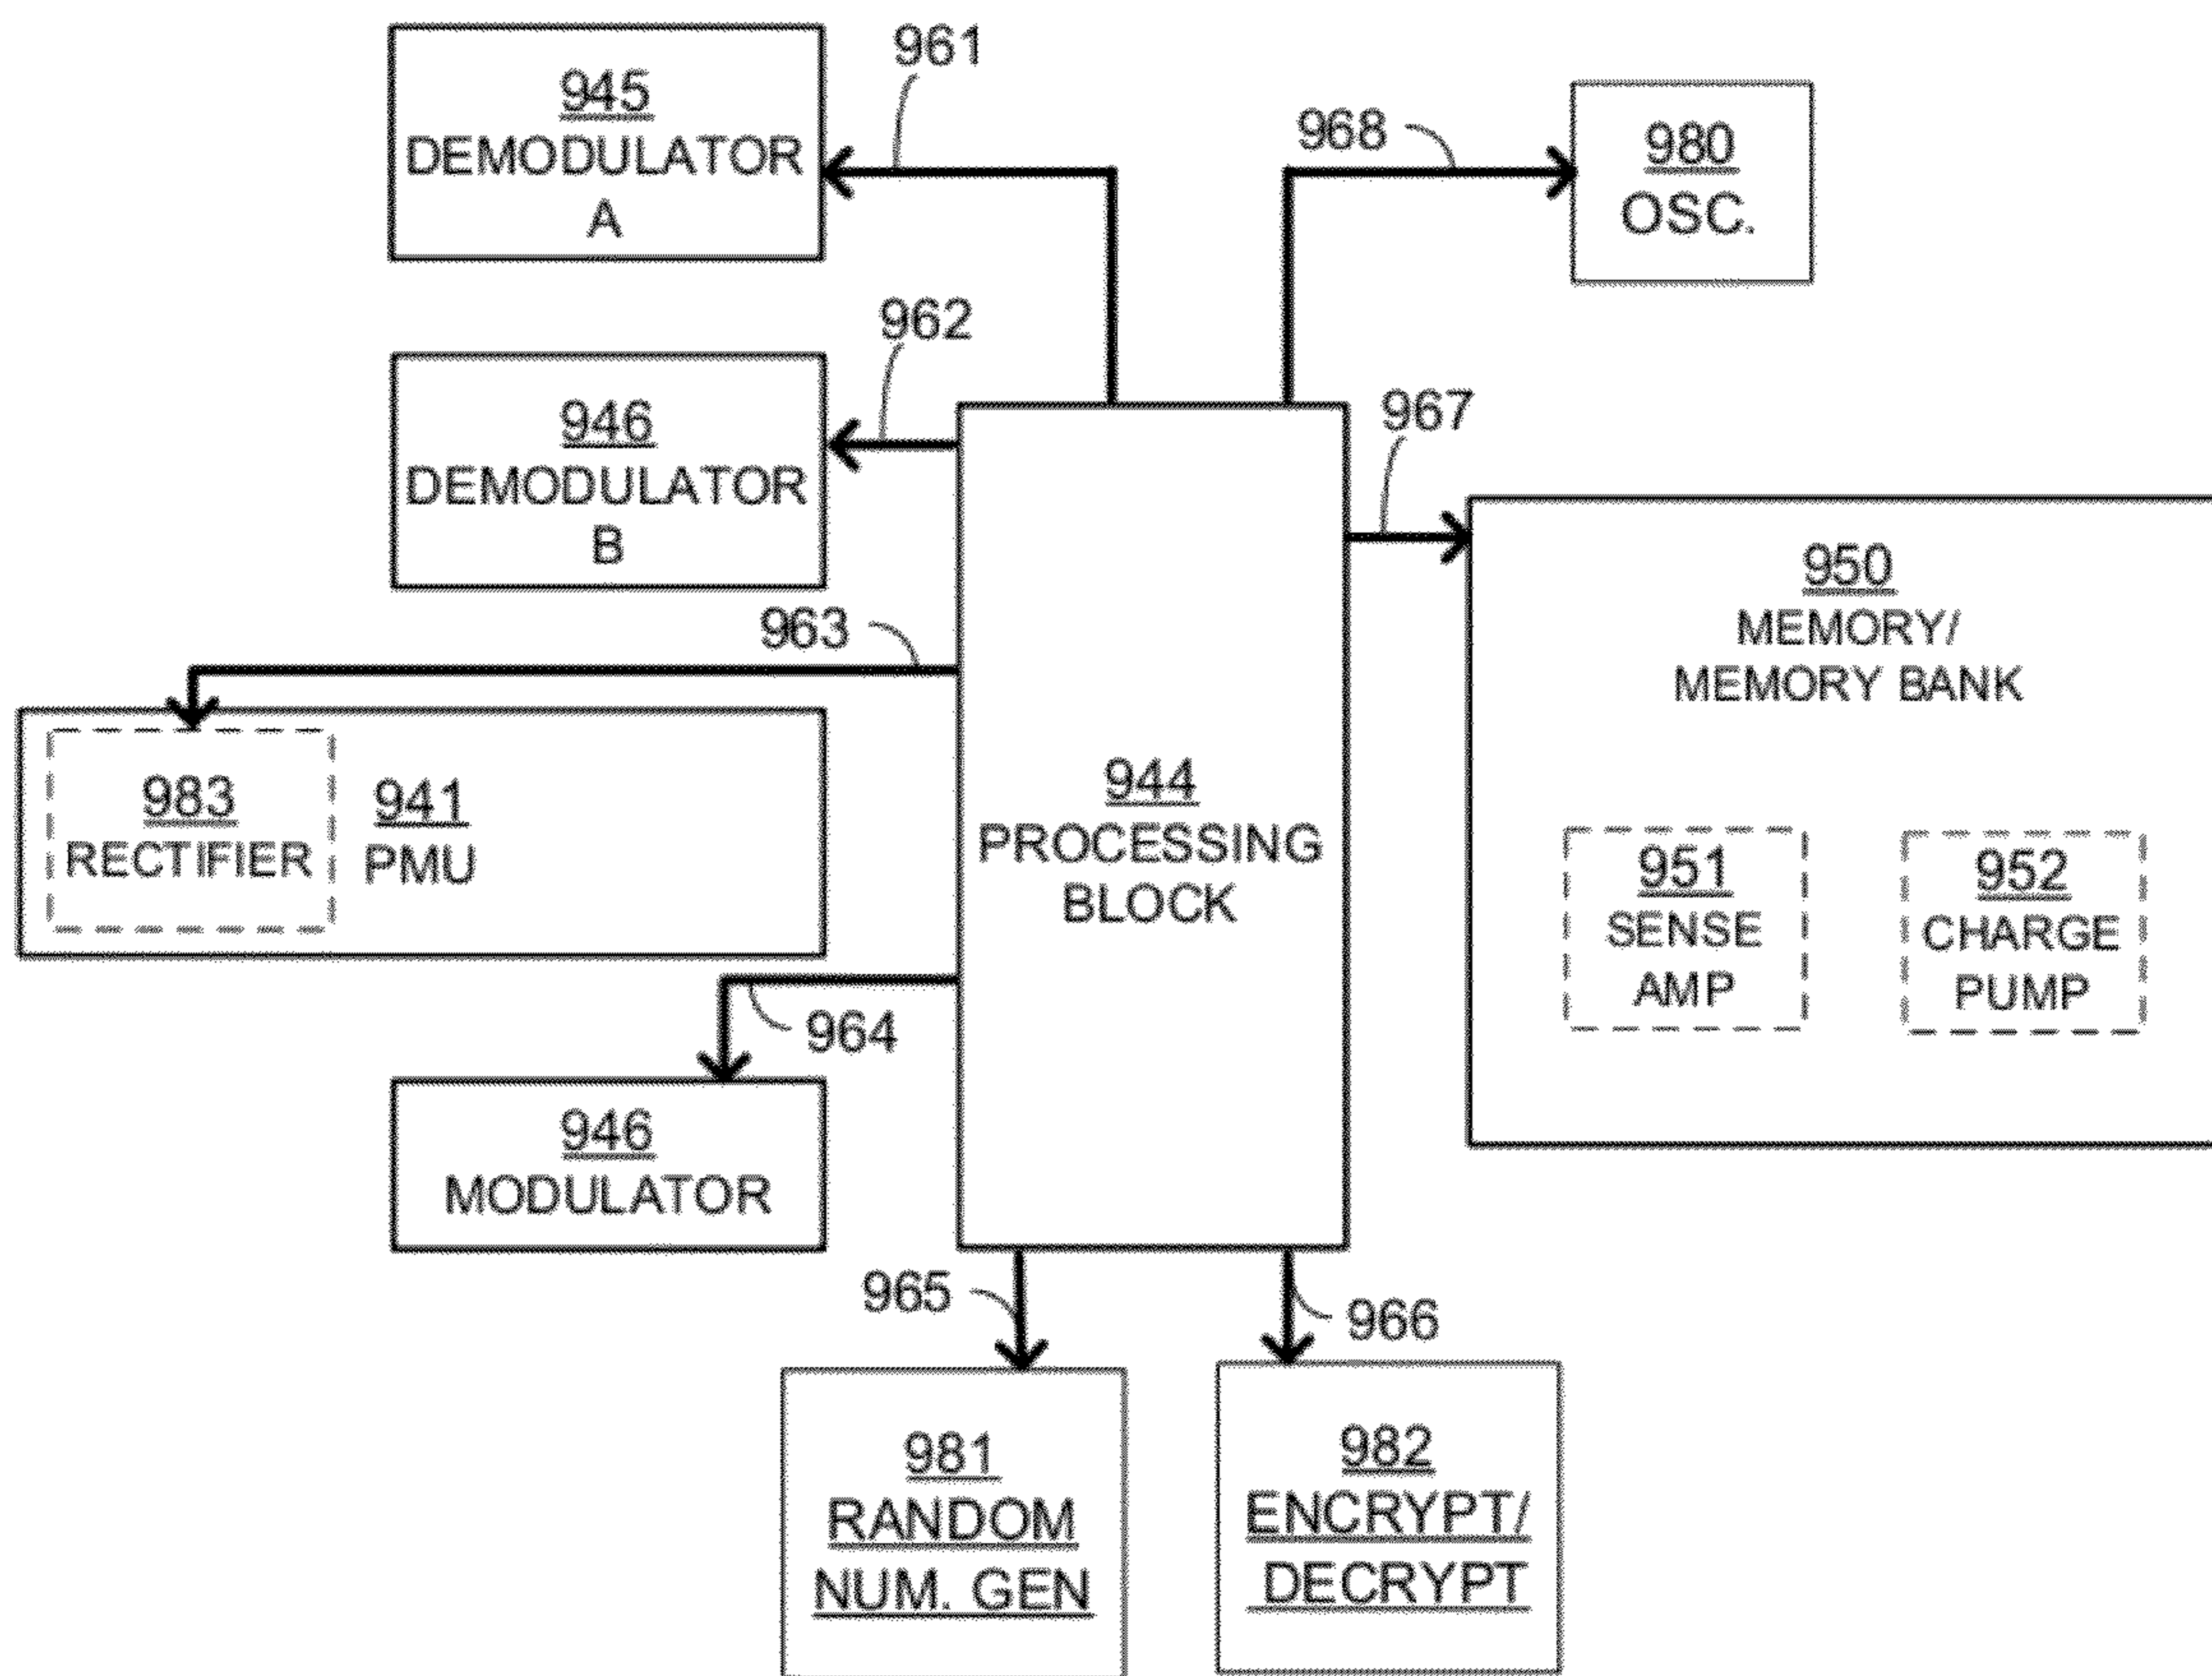 961
945
DEMODULATOR
A
968
980
OSC.
962
946
DEMODULATOR
B
967
963
950
MEMORY/
MEMORY BANK
983
RECTIFIER
941
PMU
944
PROCESSING
BLOCK
951
SENSE
AMP
952
CHARGE
PUMP
964
946
MODULATOR
965
966
981
RANDOM
NUM. GEN
982
ENCRYPT/
DECRYPT